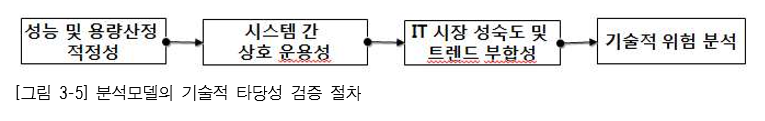 성능 및 용량산정
적정성
시스템 간
상호 운용성
IT 시장 성숙도 및
트렌드 부합성
기술적 위험 분석
[그림 3-5] 분석모델의 기술적 타당성 검증 절차